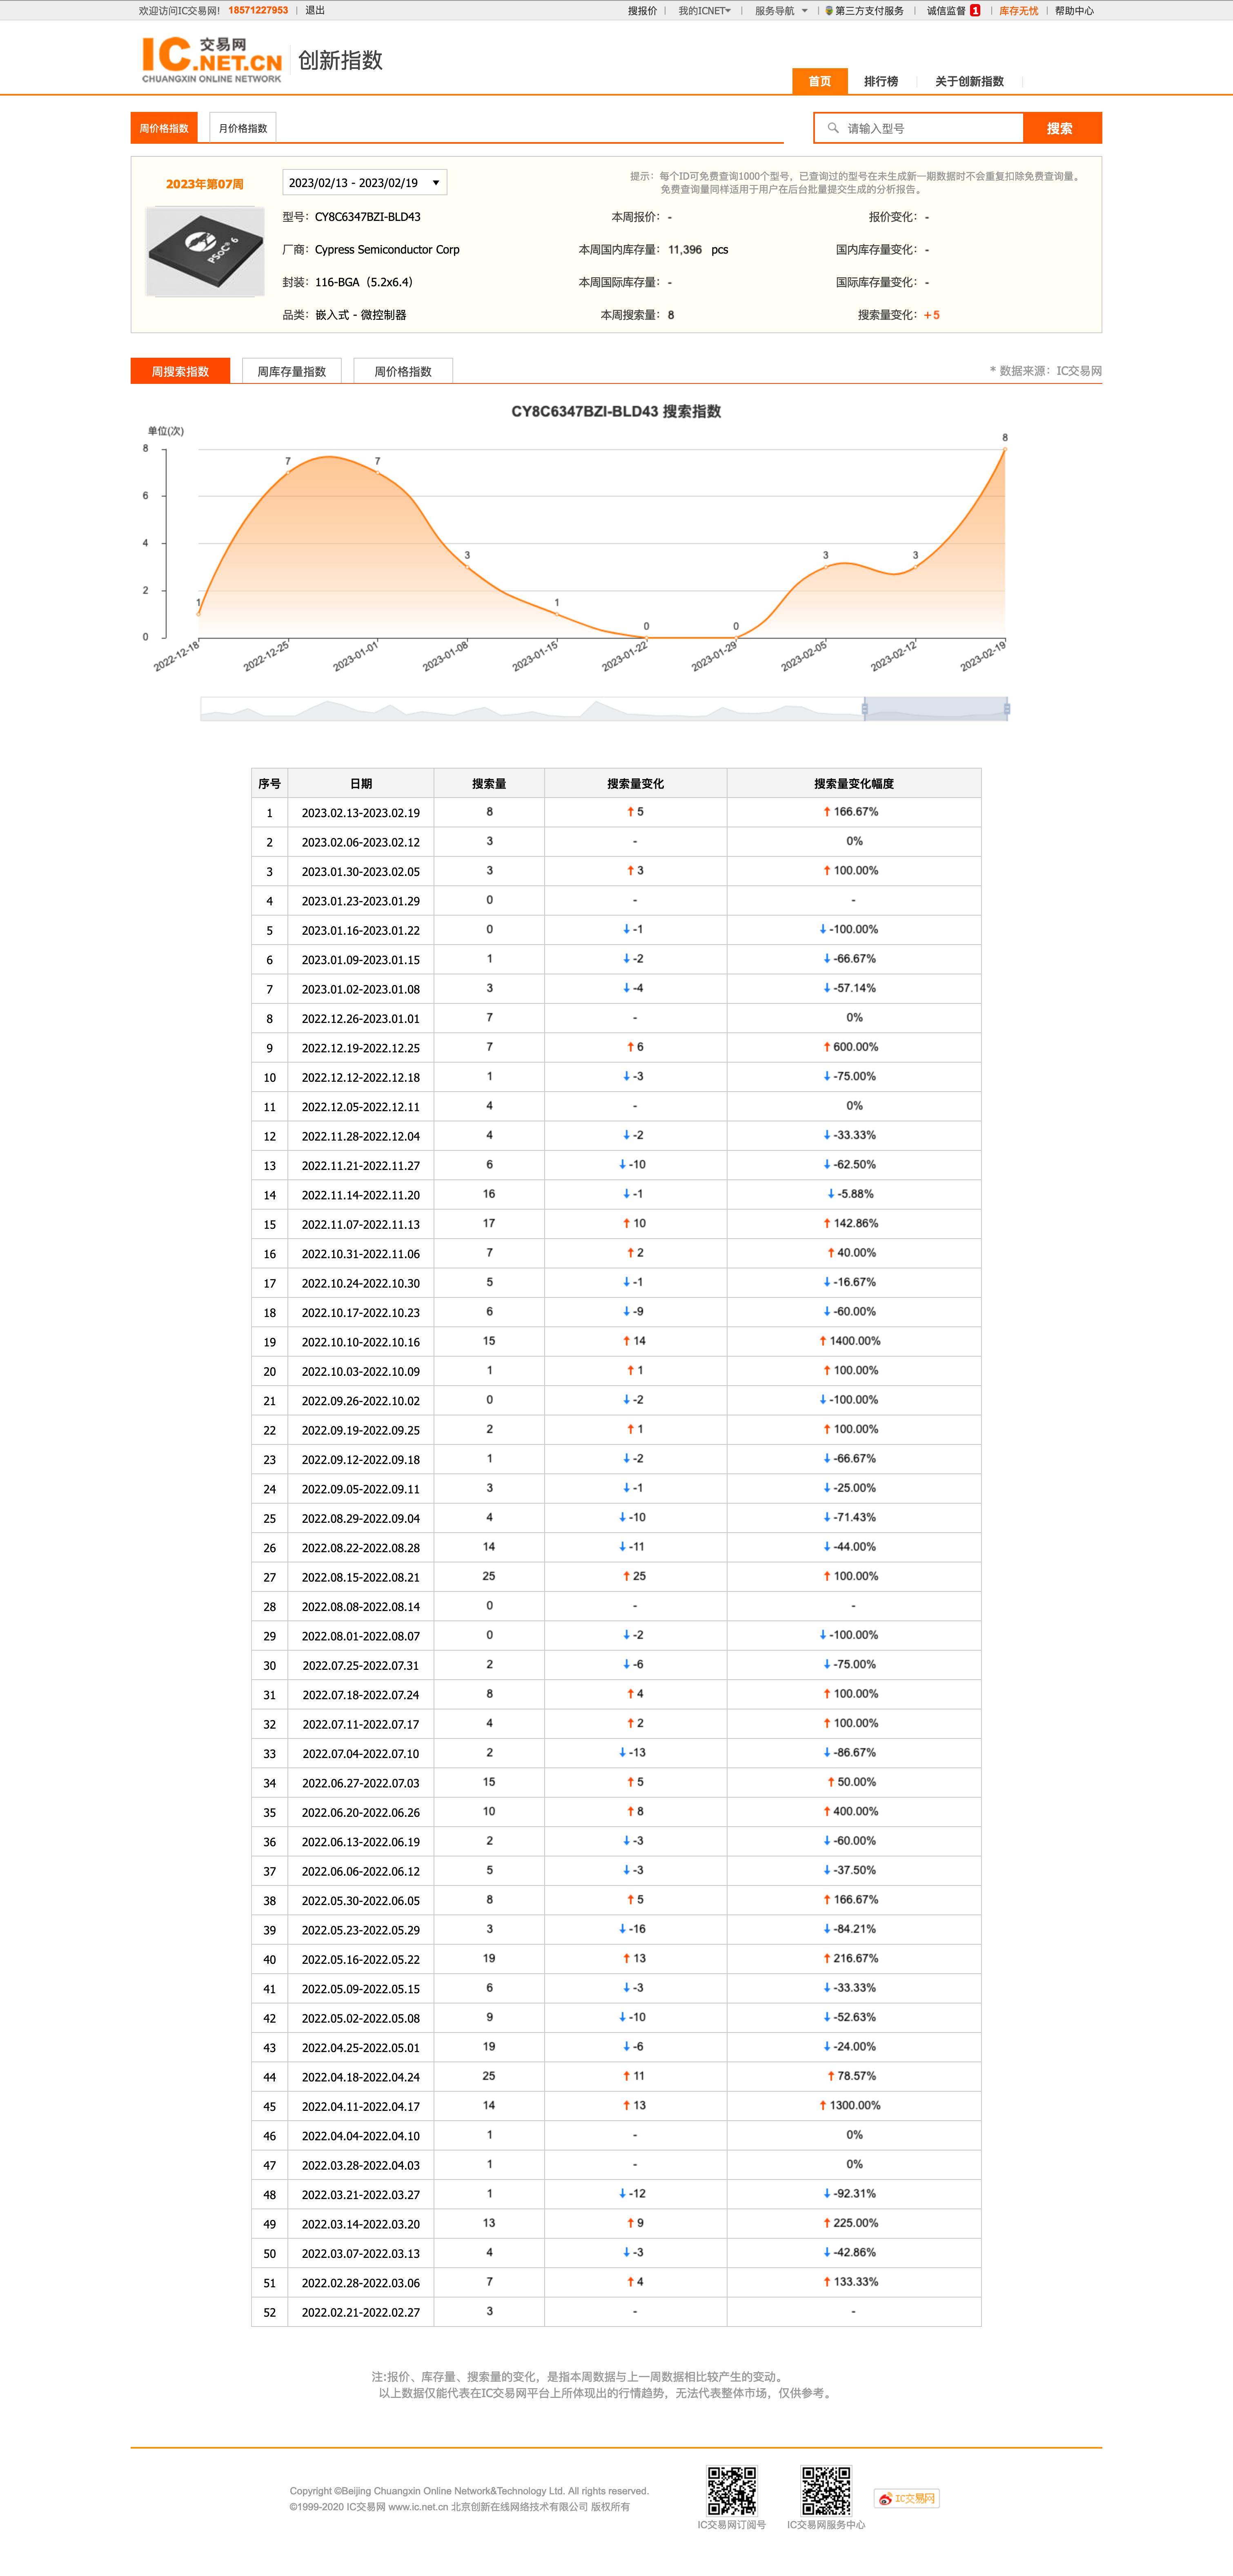 欢迎访问IC交易网! 18571227953 | 退出 搜报价 | 我的ICNET | 服务导航 | 第三方支付服务 | 诚信监督 1 | 库存无忧 | 帮助中心
IC 交易网
.NET.CN
CHUANGXIN ONLINE NETWORK
创新指数
首页 排行榜 关于创新指数
周价格指数 月价格指数 请输入型号 搜索
2023年第07周 2023/02/13 - 2023/02/19
提示：每个ID可免费查询1000个型号，已查询过的型号在未生成新一期数据时不会重复扣除免费查询量。
免费查询量同样适用于用户在后台批量提交生成的分析报告。
PSoC® 6
型号：CY8C6347BZI-BLD43 本周报价：- 报价变化：-
厂商：Cypress Semiconductor Corp 本周国内库存量：11,396 pcs 国内库存量变化：-
封装：116-BGA（5.2x6.4） 本周国际库存量：- 国际库存量变化：-
品类：嵌入式 - 微控制器 本周搜索量：8 搜索量变化：+5
周搜索指数 周库存量指数 周价格指数 * 数据来源：IC交易网
CY8C6347BZI-BLD43 搜索指数
单位(次)
8
6
4
2
0
1 7 7 3 1 0 0 3 3 8
2022-12-18 2022-12-25 2023-01-01 2023-01-08 2023-01-15 2023-01-22 2023-01-29 2023-02-05 2023-02-12 2023-02-19
序号 日期 搜索量 搜索量变化 搜索量变化幅度
1 2023.02.13-2023.02.19 8 ↑ 5 ↑ 166.67%
2 2023.02.06-2023.02.12 3 - 0%
3 2023.01.30-2023.02.05 3 ↑ 3 ↑ 100.00%
4 2023.01.23-2023.01.29 0 - -
5 2023.01.16-2023.01.22 0 ↓ -1 ↓ -100.00%
6 2023.01.09-2023.01.15 1 ↓ -2 ↓ -66.67%
7 2023.01.02-2023.01.08 3 ↓ -4 ↓ -57.14%
8 2022.12.26-2023.01.01 7 - 0%
9 2022.12.19-2022.12.25 7 ↑ 6 ↑ 600.00%
10 2022.12.12-2022.12.18 1 ↓ -3 ↓ -75.00%
11 2022.12.05-2022.12.11 4 - 0%
12 2022.11.28-2022.12.04 4 ↓ -2 ↓ -33.33%
13 2022.11.21-2022.11.27 6 ↓ -10 ↓ -62.50%
14 2022.11.14-2022.11.20 16 ↓ -1 ↓ -5.88%
15 2022.11.07-2022.11.13 17 ↑ 10 ↑ 142.86%
16 2022.10.31-2022.11.06 7 ↑ 2 ↑ 40.00%
17 2022.10.24-2022.10.30 5 ↓ -1 ↓ -16.67%
18 2022.10.17-2022.10.23 6 ↓ -9 ↓ -60.00%
19 2022.10.10-2022.10.16 15 ↑ 14 ↑ 1400.00%
20 2022.10.03-2022.10.09 1 ↑ 1 ↑ 100.00%
21 2022.09.26-2022.10.02 0 ↓ -2 ↓ -100.00%
22 2022.09.19-2022.09.25 2 ↑ 1 ↑ 100.00%
23 2022.09.12-2022.09.18 1 ↓ -2 ↓ -66.67%
24 2022.09.05-2022.09.11 3 ↓ -1 ↓ -25.00%
25 2022.08.29-2022.09.04 4 ↓ -10 ↓ -71.43%
26 2022.08.22-2022.08.28 14 ↓ -11 ↓ -44.00%
27 2022.08.15-2022.08.21 25 ↑ 25 ↑ 100.00%
28 2022.08.08-2022.08.14 0 - -
29 2022.08.01-2022.08.07 0 ↓ -2 ↓ -100.00%
30 2022.07.25-2022.07.31 2 ↓ -6 ↓ -75.00%
31 2022.07.18-2022.07.24 8 ↑ 4 ↑ 100.00%
32 2022.07.11-2022.07.17 4 ↑ 2 ↑ 100.00%
33 2022.07.04-2022.07.10 2 ↓ -13 ↓ -86.67%
34 2022.06.27-2022.07.03 15 ↑ 5 ↑ 50.00%
35 2022.06.20-2022.06.26 10 ↑ 8 ↑ 400.00%
36 2022.06.13-2022.06.19 2 ↓ -3 ↓ -60.00%
37 2022.06.06-2022.06.12 5 ↓ -3 ↓ -37.50%
38 2022.05.30-2022.06.05 8 ↑ 5 ↑ 166.67%
39 2022.05.23-2022.05.29 3 ↓ -16 ↓ -84.21%
40 2022.05.16-2022.05.22 19 ↑ 13 ↑ 216.67%
41 2022.05.09-2022.05.15 6 ↓ -3 ↓ -33.33%
42 2022.05.02-2022.05.08 9 ↓ -10 ↓ -52.63%
43 2022.04.25-2022.05.01 19 ↓ -6 ↓ -24.00%
44 2022.04.18-2022.04.24 25 ↑ 11 ↑ 78.57%
45 2022.04.11-2022.04.17 14 ↑ 13 ↑ 1300.00%
46 2022.04.04-2022.04.10 1 - 0%
47 2022.03.28-2022.04.03 1 - 0%
48 2022.03.21-2022.03.27 1 ↓ -12 ↓ -92.31%
49 2022.03.14-2022.03.20 13 ↑ 9 ↑ 225.00%
50 2022.03.07-2022.03.13 4 ↓ -3 ↓ -42.86%
51 2022.02.28-2022.03.06 7 ↑ 4 ↑ 133.33%
52 2022.02.21-2022.02.27 3 - -
注:报价、库存量、搜索量的变化，是指本周数据与上一周数据相比较产生的变动。
以上数据仅能代表在IC交易网平台上所体现出的行情趋势，无法代表整体市场，仅供参考。
Copyright ©Beijing Chuangxin Online Network&Technology Ltd. All rights reserved.
©1999-2020 IC交易网 www.ic.net.cn 北京创新在线网络技术有限公司 版权所有
IC交易网订阅号 IC交易网服务中心 IC交易网